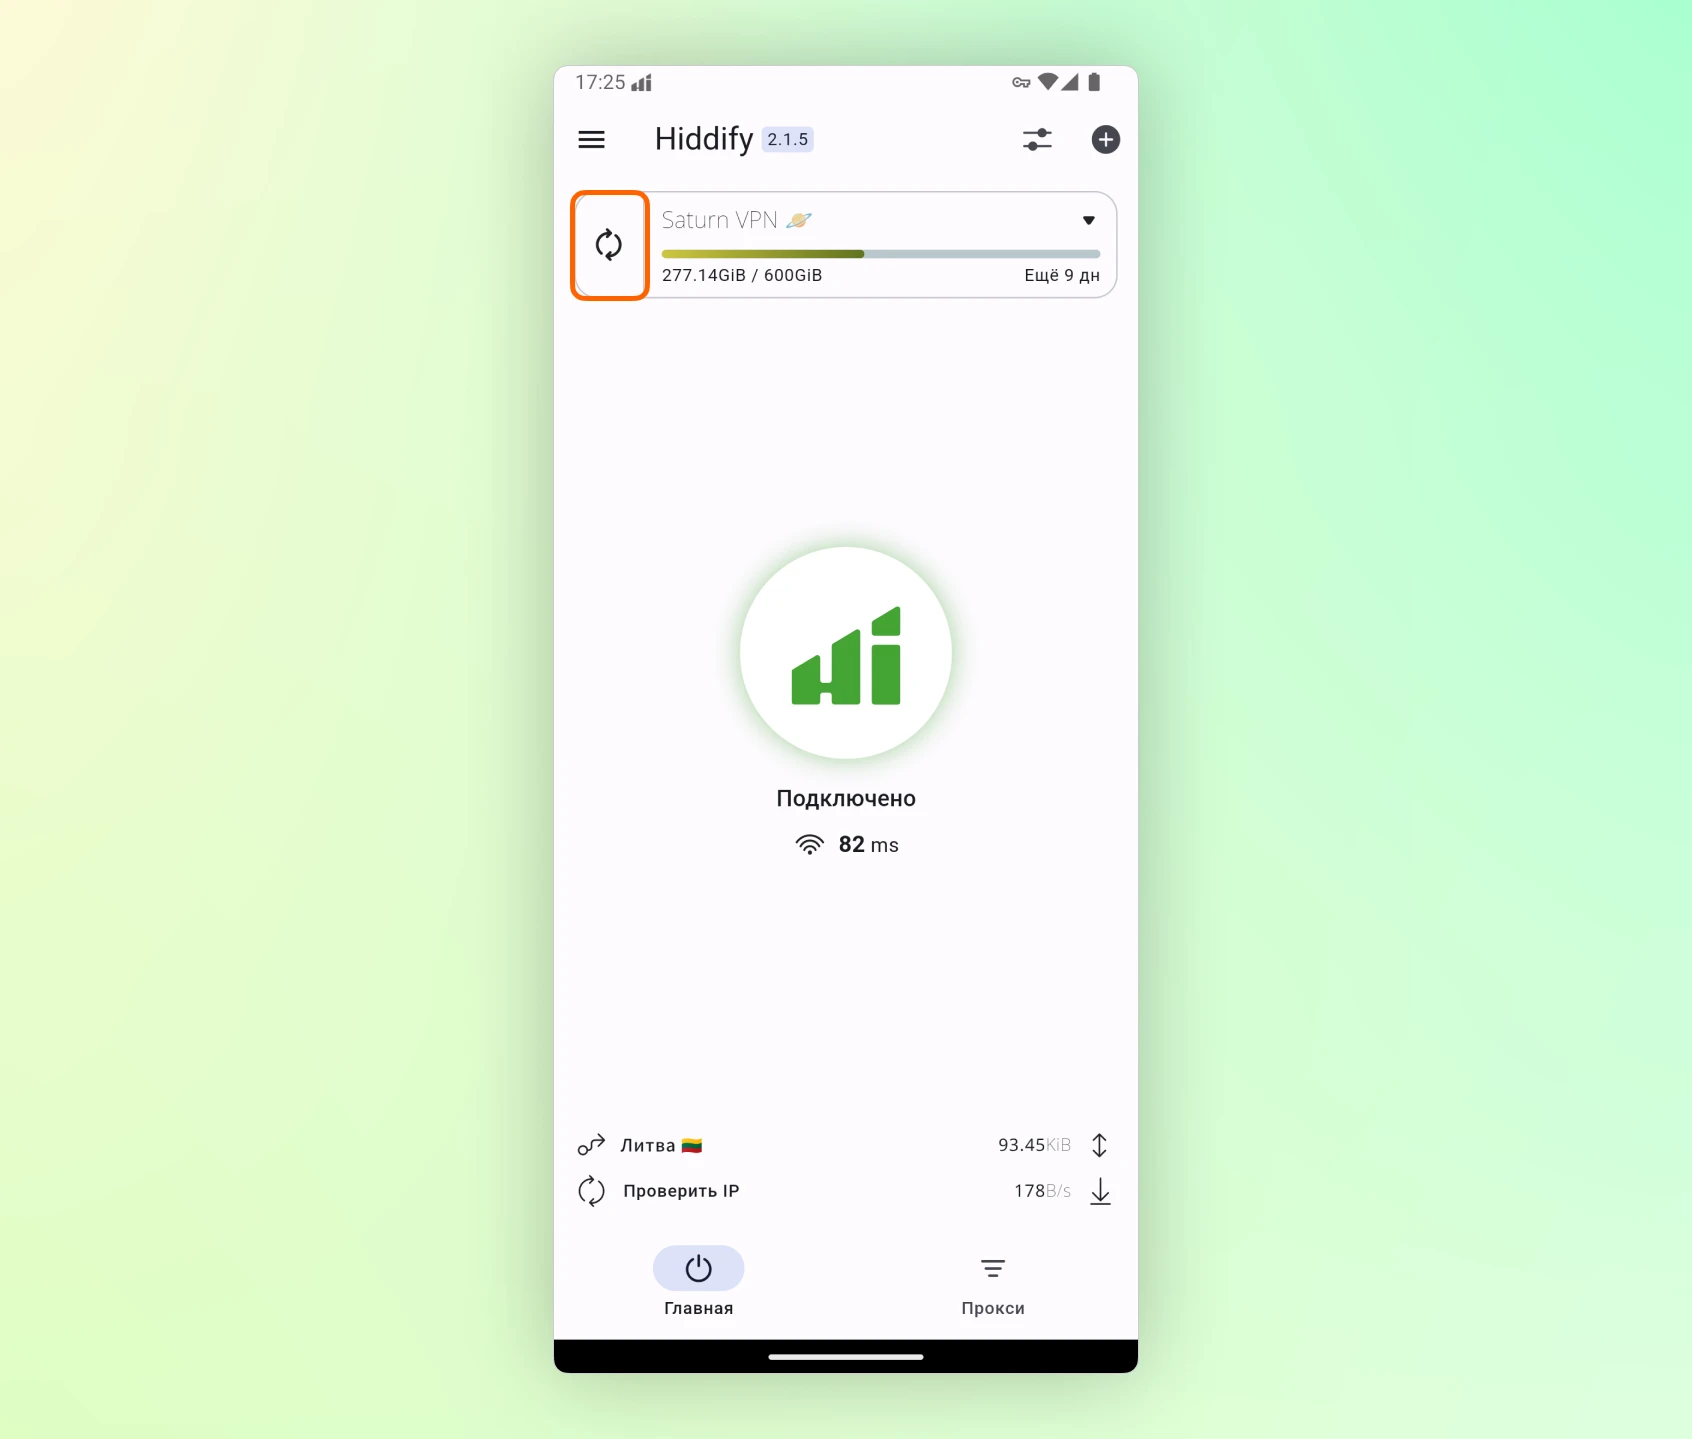 17:25
Hiddify 2.1.5
Saturn VPN 🪐
277.14GiB / 600GiB Ещё 9 дн
Подключено
82 ms
Литва 🇱🇹 93.45KiB
Проверить IP 178B/s
Главная Прокси